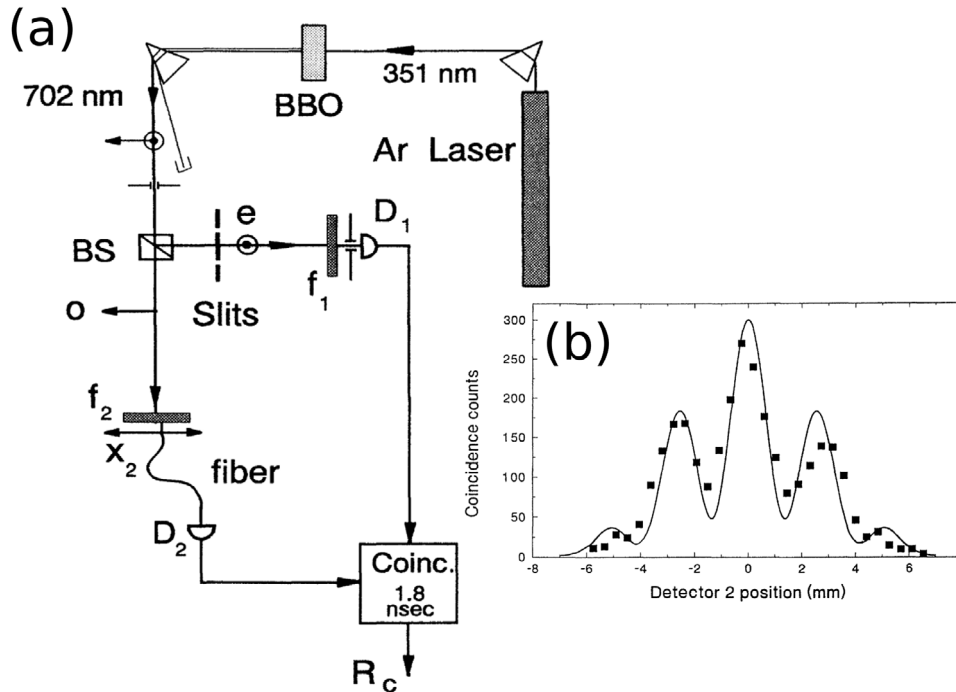 (a)
351 nm
702 nm
BBO
Ar Laser
e
D1
BS
f1
Slits
o
f2
x2
fiber
D2
Coinc.
1.8
nsec
Rc
(b)
Coincidence counts
300
250
200
150
100
50
0
-8 -6 -4 -2 0 2 4 6
Detector 2 position (mm)